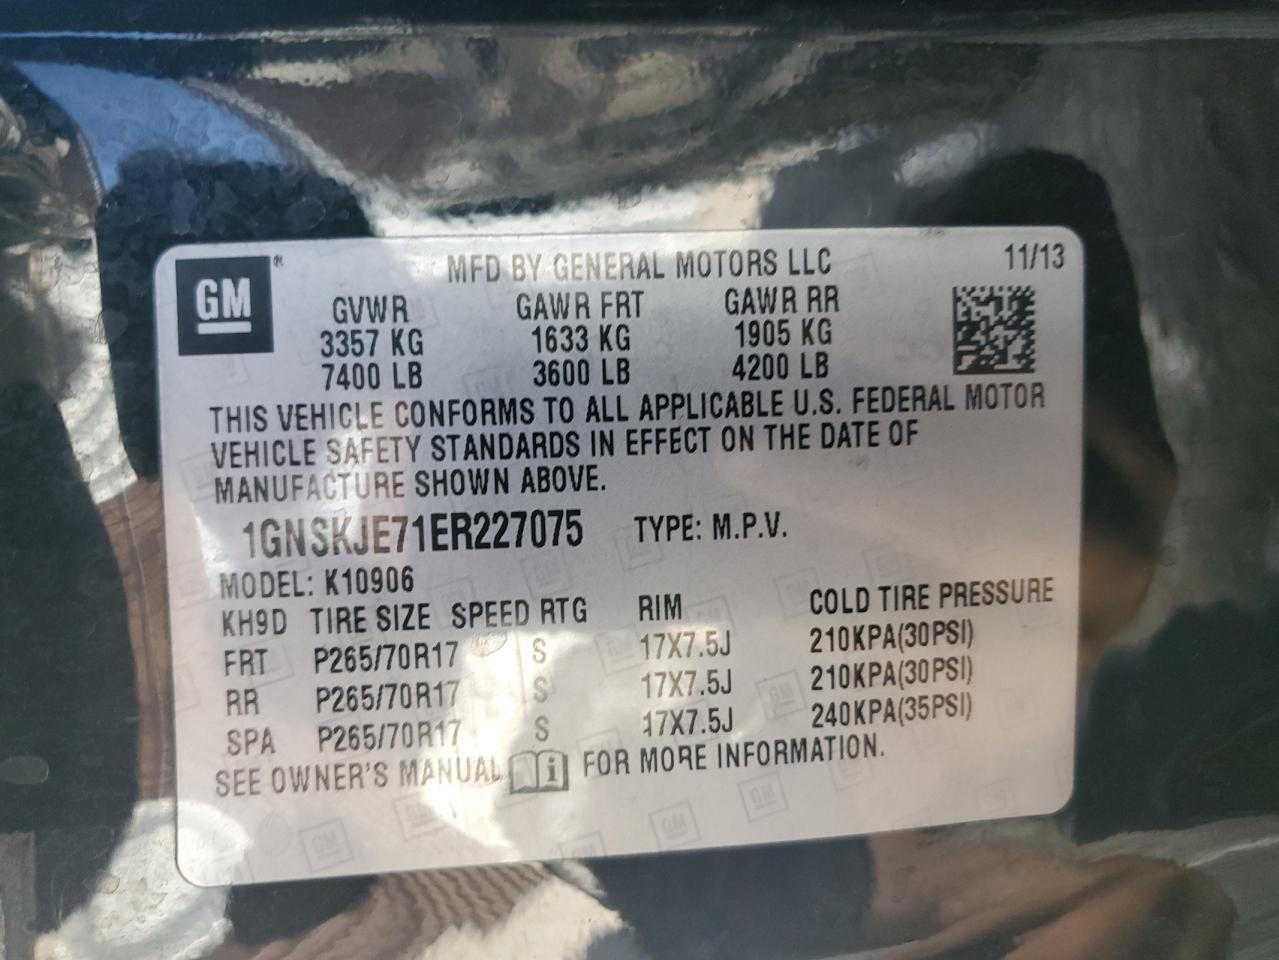 GM
MFD BY GENERAL MOTORS LLC 11/13
GVWR GAWR FRT GAWR RR
3357 KG 1633 KG 1905 KG
7400 LB 3600 LB 4200 LB
THIS VEHICLE CONFORMS TO ALL APPLICABLE U.S. FEDERAL MOTOR
VEHICLE SAFETY STANDARDS IN EFFECT ON THE DATE OF
MANUFACTURE SHOWN ABOVE.
1GNSKJE71ER227075 TYPE: M.P.V.
MODEL: K10906
KH9D TIRE SIZE SPEED RTG RIM COLD TIRE PRESSURE
FRT P265/70R17 S 17X7.5J 210KPA(30PSI)
RR P265/70R17 S 17X7.5J 210KPA(30PSI)
SPA P265/70R17 S 17X7.5J 240KPA(35PSI)
SEE OWNER'S MANUAL FOR MORE INFORMATION.